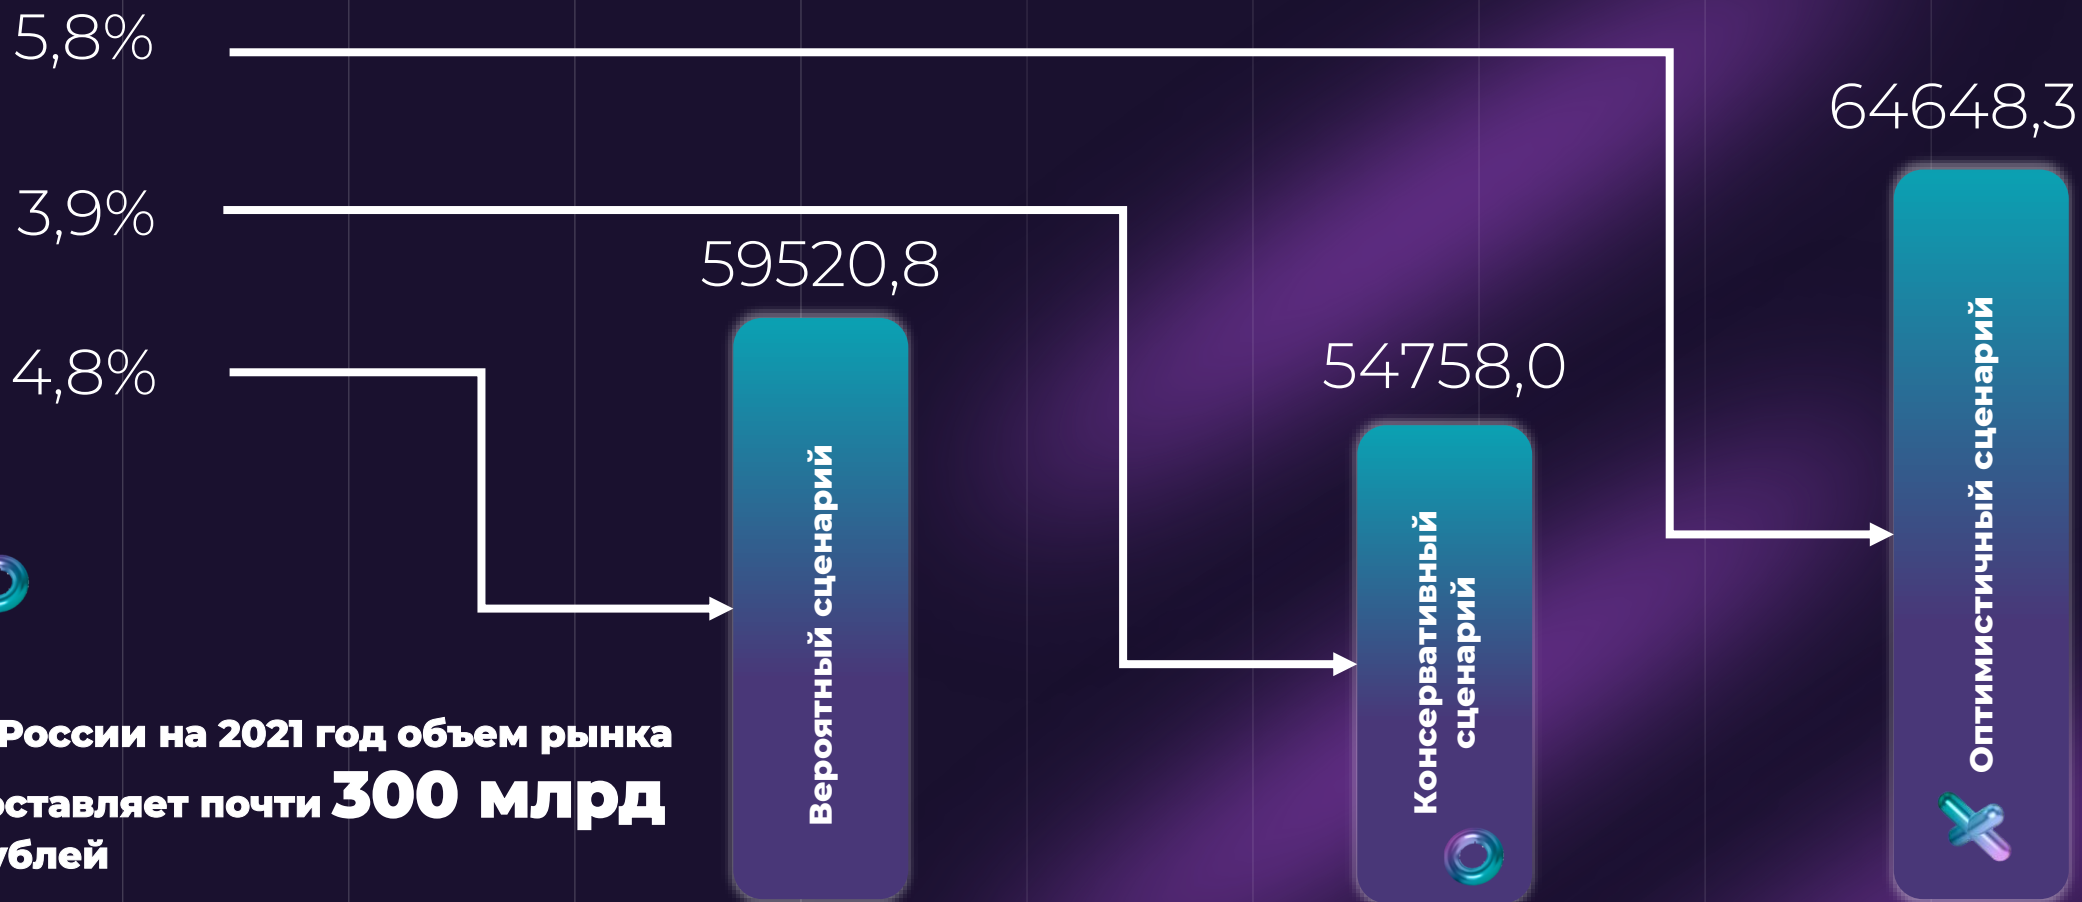 5,8%
64648,3
3,9%
59520,8
54758,0
4,8%
Вероятный сценарий
Консервативный
сценарий
Оптимистичный сценарий
России на 2021 год объем рынка
оставляет почти 300 млрд
ублей